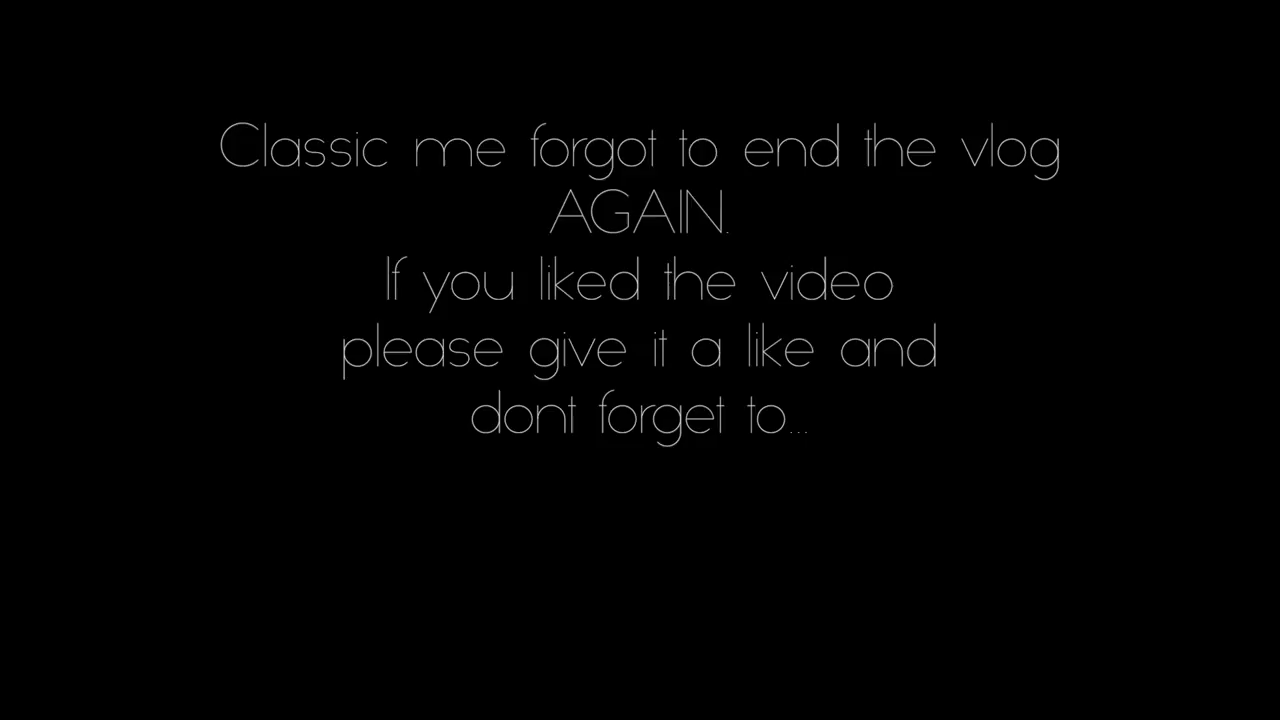 Classic me forgot to end the vlog
AGAIN.
If you liked the video
please give it a like and
dont forget to...